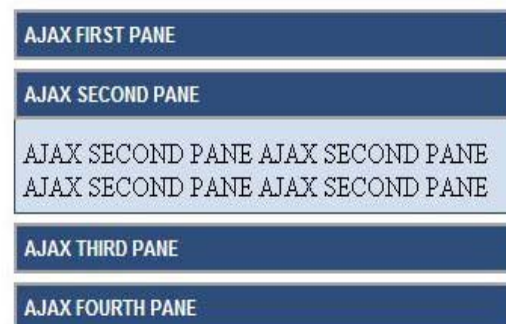 AJAX FIRST PANE
AJAX SECOND PANE
AJAX SECOND PANE AJAX SECOND PANE
AJAX SECOND PANE AJAX SECOND PANE
AJAX THIRD PANE
AJAX FOURTH PANE